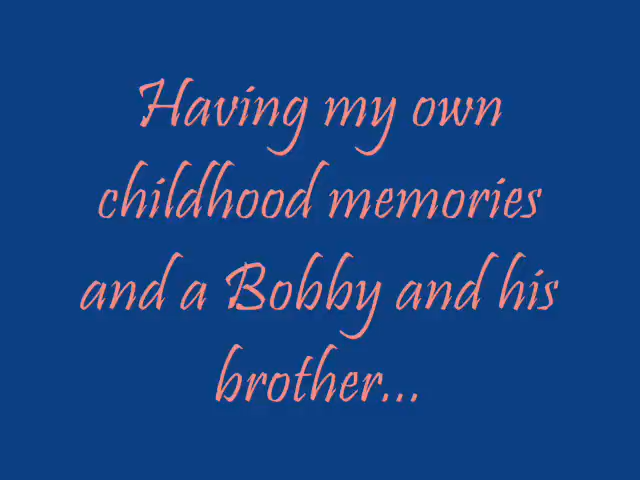 Having my own
childhood memories
and a Bobby and his
brother...